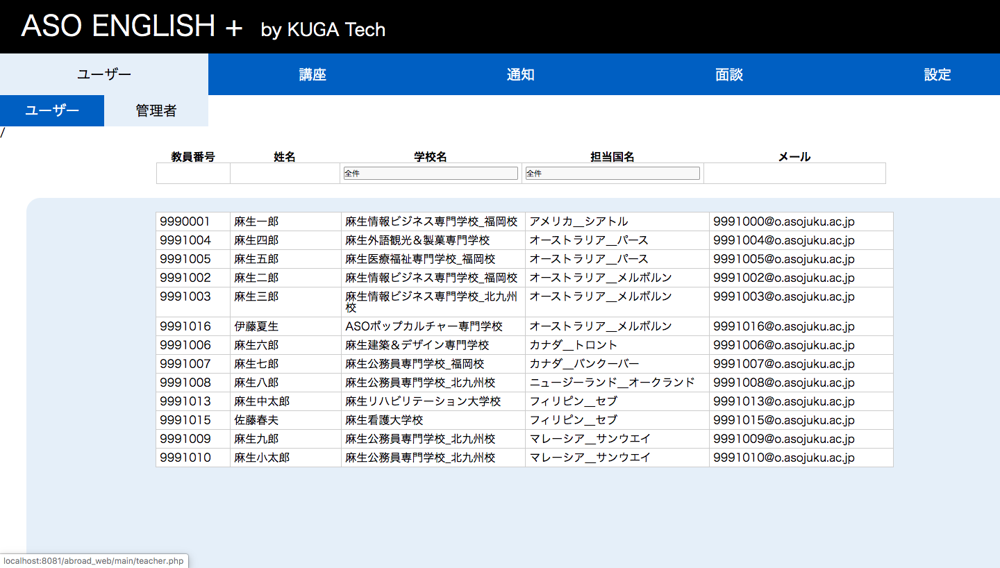 ASO ENGLISH + by KUGA Tech
ユーザー 講座 通知 面談 設定
ユーザー 管理者
/
教員番号 姓名 学校名 担当国名 メール
全件 全件
9990001 麻生一郎 麻生情報ビジネス専門学校_福岡校 アメリカ__シアトル 9991000@o.asojuku.ac.jp
9991004 麻生四郎 麻生外語観光＆製菓専門学校 オーストラリア__パース 9991004@o.asojuku.ac.jp
9991005 麻生五郎 麻生医療福祉専門学校_福岡校 オーストラリア__パース 9991005@o.asojuku.ac.jp
9991002 麻生二郎 麻生情報ビジネス専門学校_福岡校 オーストラリア__メルボルン 9991002@o.asojuku.ac.jp
9991003 麻生三郎 麻生情報ビジネス専門学校_北九州 オーストラリア__メルボルン 9991003@o.asojuku.ac.jp
校
9991016 伊藤夏生 ASOポップカルチャー専門学校 オーストラリア__メルボルン 9991016@o.asojuku.ac.jp
9991006 麻生六郎 麻生建築＆デザイン専門学校 カナダ__トロント 9991006@o.asojuku.ac.jp
9991007 麻生七郎 麻生公務員専門学校_福岡校 カナダ__バンクーバー 9991007@o.asojuku.ac.jp
9991008 麻生八郎 麻生公務員専門学校_北九州校 ニュージーランド__オークランド 9991008@o.asojuku.ac.jp
9991013 麻生中太郎 麻生リハビリテーション大学校 フィリピン__セブ 9991013@o.asojuku.ac.jp
9991015 佐藤春夫 麻生看護大学校 フィリピン__セブ 9991015@o.asojuku.ac.jp
9991009 麻生九郎 麻生公務員専門学校_北九州校 マレーシア__サンウエイ 9991009@o.asojuku.ac.jp
9991010 麻生小太郎 麻生公務員専門学校_北九州校 マレーシア__サンウエイ 9991010@o.asojuku.ac.jp
localhost:8081/abroad_web/main/teacher.php